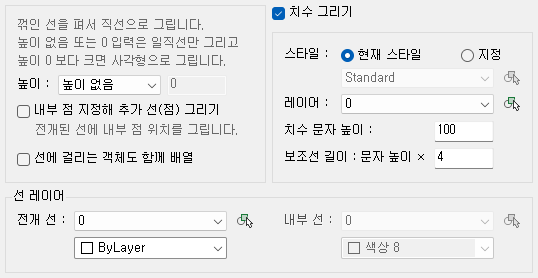 꺾인 선을 펴서 직선으로 그립니다.
높이 없음 또는 0 입력은 일직선만 그리고
높이 0 보다 크면 사각형으로 그립니다.
높이 : 높이 없음 0
내부 점 지정해 추가 선(점) 그리기
전개된 선에 내부 점 위치를 그립니다.
선에 걸리는 객체도 함께 배열
치수 그리기
스타일 : 현재 스타일 지정
Standard
레이어 : 0
치수 문자 높이 : 100
보조선 길이 : 문자 높이 × 4
선 레이어
전개 선 : 0
ByLayer
내부 선 : 0
색상 8